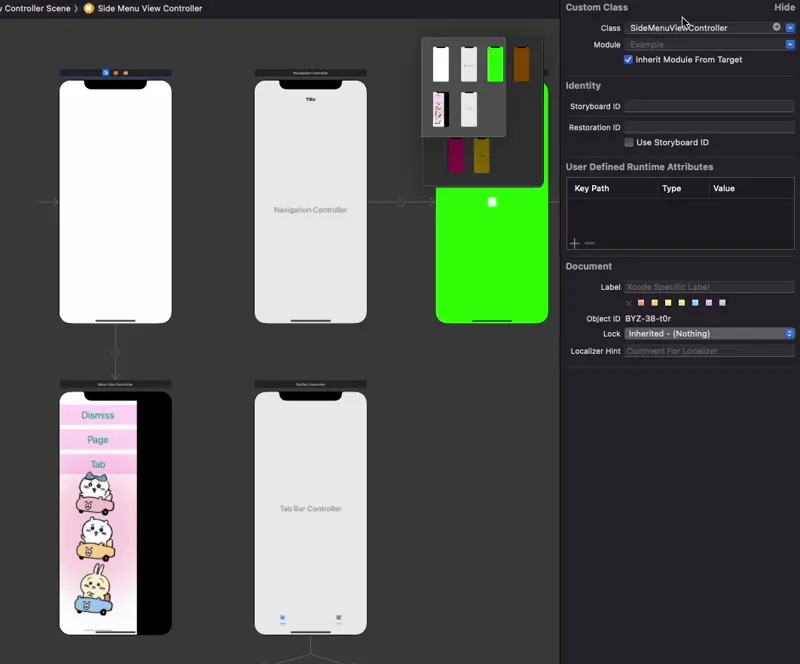 v Controller Scene 〉 Side Menu View Controller
Navigation Controller
Title
Navigation Controller
Menu View Controller
Tab Bar Controller
Dismiss
Page
Tab
Tab Bar Controller
Custom Class
Hide
Class SideMenuViewController
Module Example
Inherit Module From Target
Identity
Storyboard ID
Restoration ID
Use Storyboard ID
User Defined Runtime Attributes
Key Path Type Value
Document
Label Xcode Specific Label
Object ID BYZ-38-t0r
Lock Inherited - (Nothing)
Localizer Hint Comment For Localizer